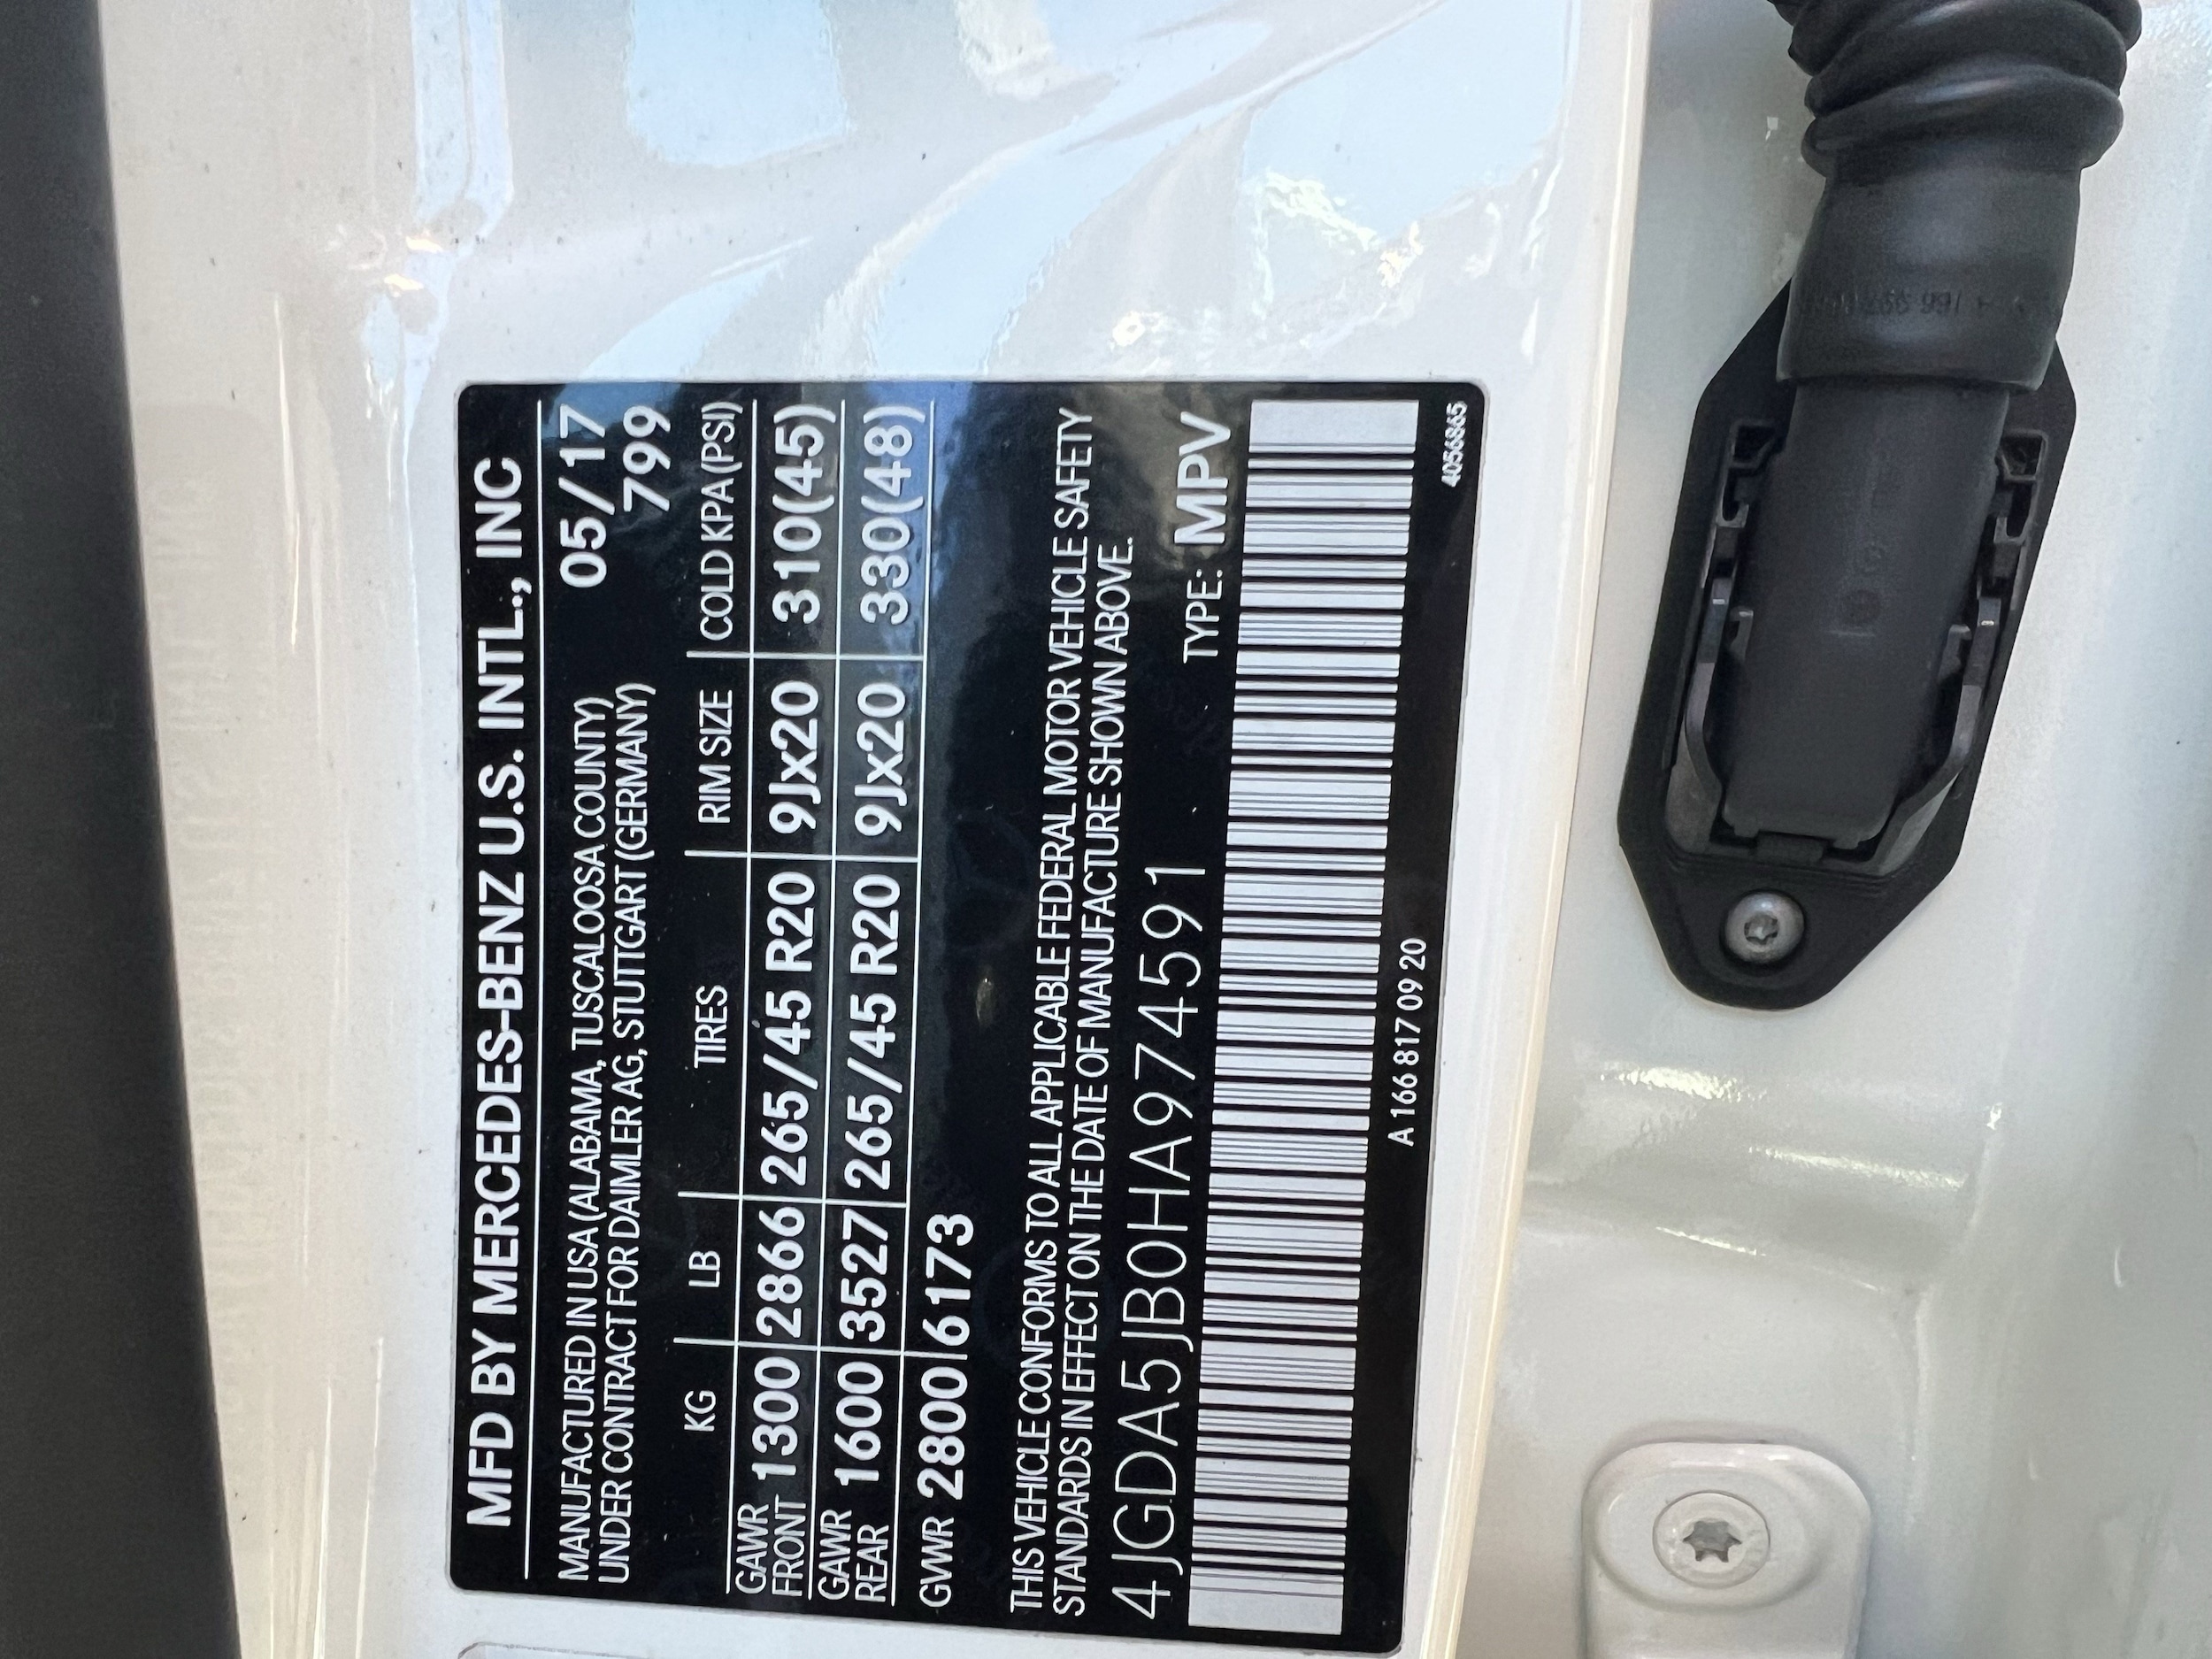 MFD BY MERCEDES-BENZ U.S. INTL., INC
MANUFACTURED IN USA (ALABAMA, TUSCALOOSA COUNTY) 05/17
UNDER CONTRACT FOR DAIMLER AG, STUTTGART (GERMANY) 799
KG LB TIRES RIM SIZE COLD KPA (PSI)
GAWR FRONT 1300 2866 265/45 R20 9Jx20 310(45)
GAWR REAR 1600 3527 265/45 R20 9Jx20 330(48)
GVWR 2800 6173
THIS VEHICLE CONFORMS TO ALL APPLICABLE FEDERAL MOTOR VEHICLE SAFETY
STANDARDS IN EFFECT ON THE DATE OF MANUFACTURE SHOWN ABOVE.
4JGDA5JB0HA974591 TYPE: MPV
A 166 817 09 20 4056865